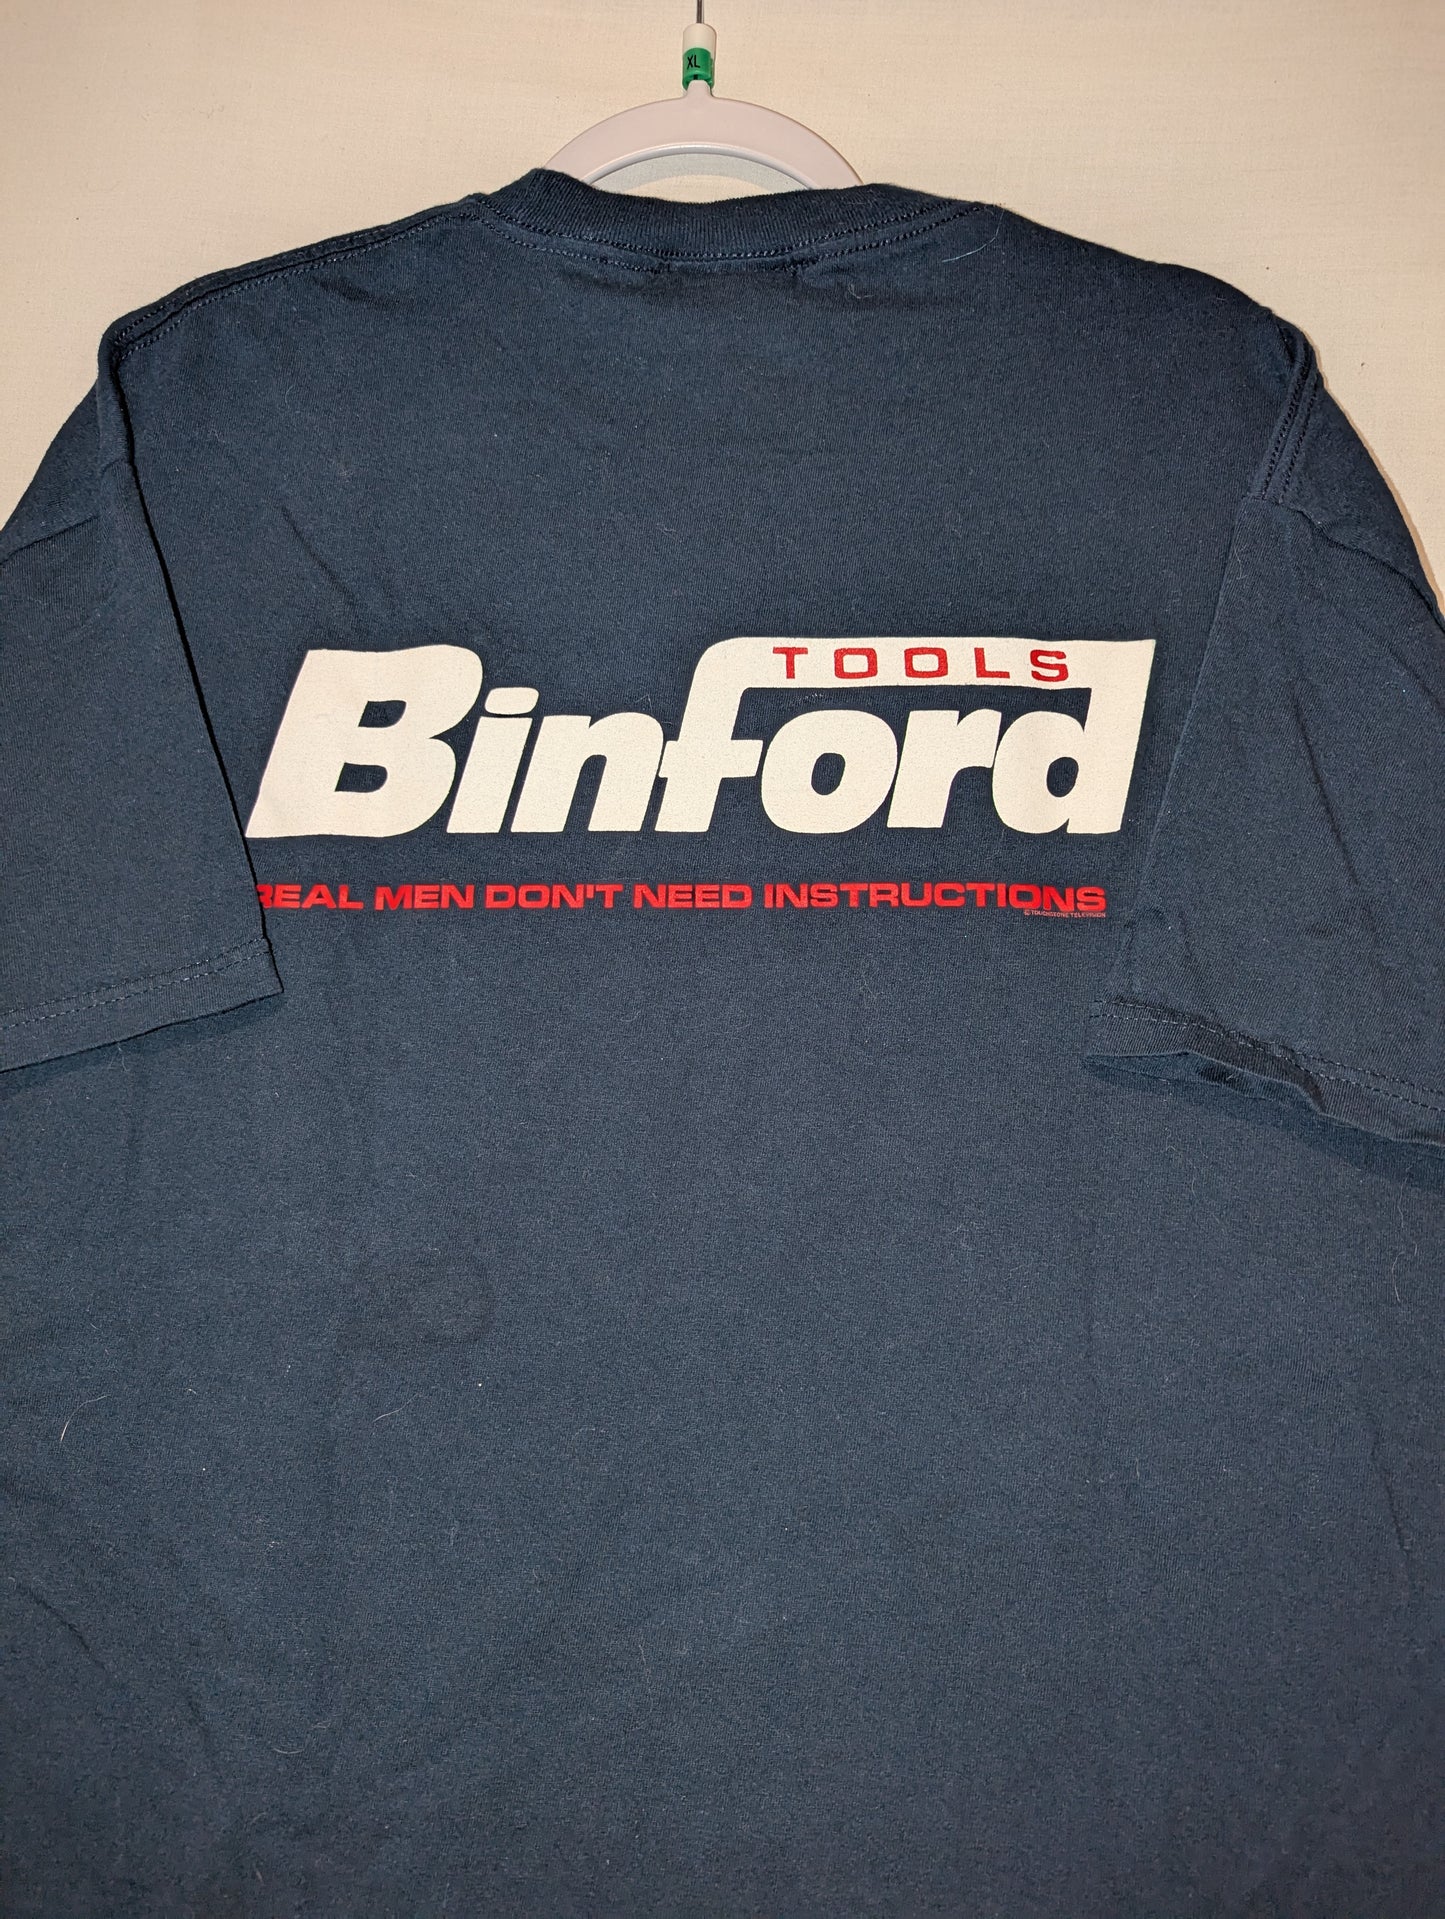 XL
TOOLS
Binford
REAL MEN DON'T NEED INSTRUCTIONS
© TOUCHSTONE TELEVISION